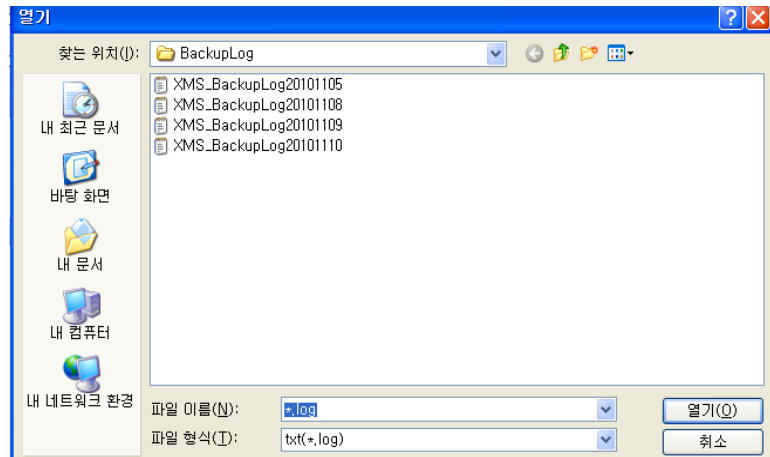 열기
찾는 위치(I):
BackupLog
XMS_BackupLog20101105
XMS_BackupLog20101108
XMS_BackupLog20101109
XMS_BackupLog20101110
내 최근 문서
바탕 화면
내 문서
내 컴퓨터
내 네트워크 환경
파일 이름(N):
*.log
열기(O)
파일 형식(T):
txt(*.log)
취소